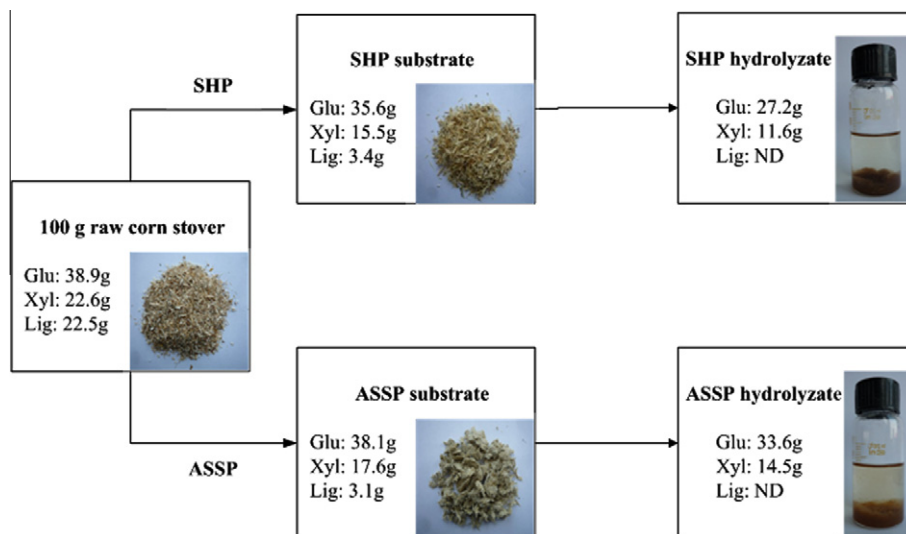 SHP
SHP substrate
Glu: 35.6g
Xyl: 15.5g
Lig: 3.4g
SHP hydrolyzate
Glu: 27.2g
Xyl: 11.6g
Lig: ND
100 g raw corn stover
Glu: 38.9g
Xyl: 22.6g
Lig: 22.5g
ASSP substrate
Glu: 38.1g
Xyl: 17.6g
Lig: 3.1g
ASSP hydrolyzate
Glu: 33.6g
Xyl: 14.5g
Lig: ND
ASSP